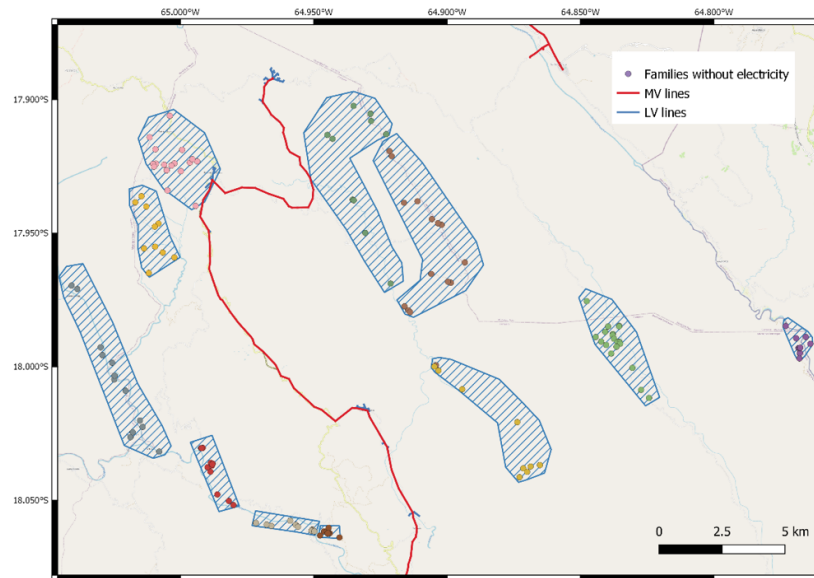 65.000°W 64.950°W 64.900°W 64.850°W 64.800°W
17.900°S
17.950°S
18.000°S
18.050°S
Families without electricity
MV lines
LV lines
0 2.5 5 km